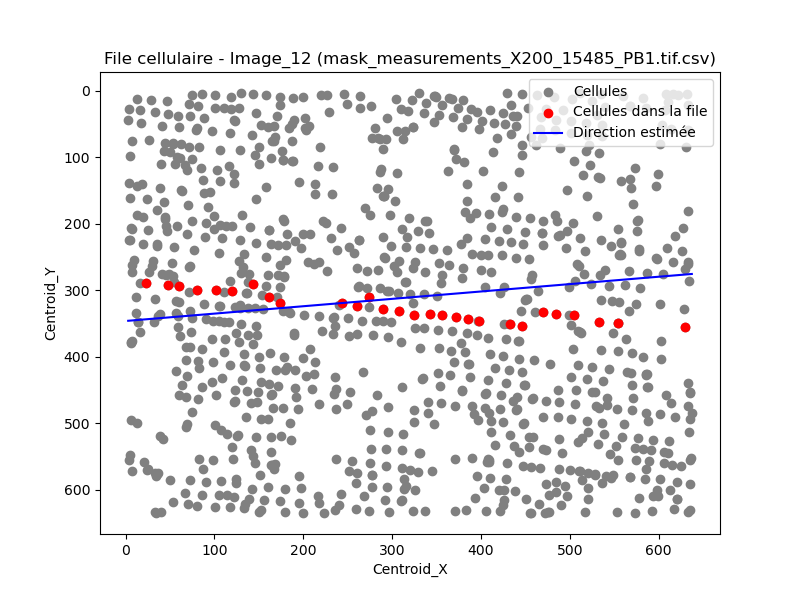 File cellulaire - Image_12 (mask_measurements_X200_15485_PB1.tif.csv)
Cellules
Cellules dans la file
Direction estimée
0
100
200
300
400
500
600
Centroid_Y
0 100 200 300 400 500 600
Centroid_X